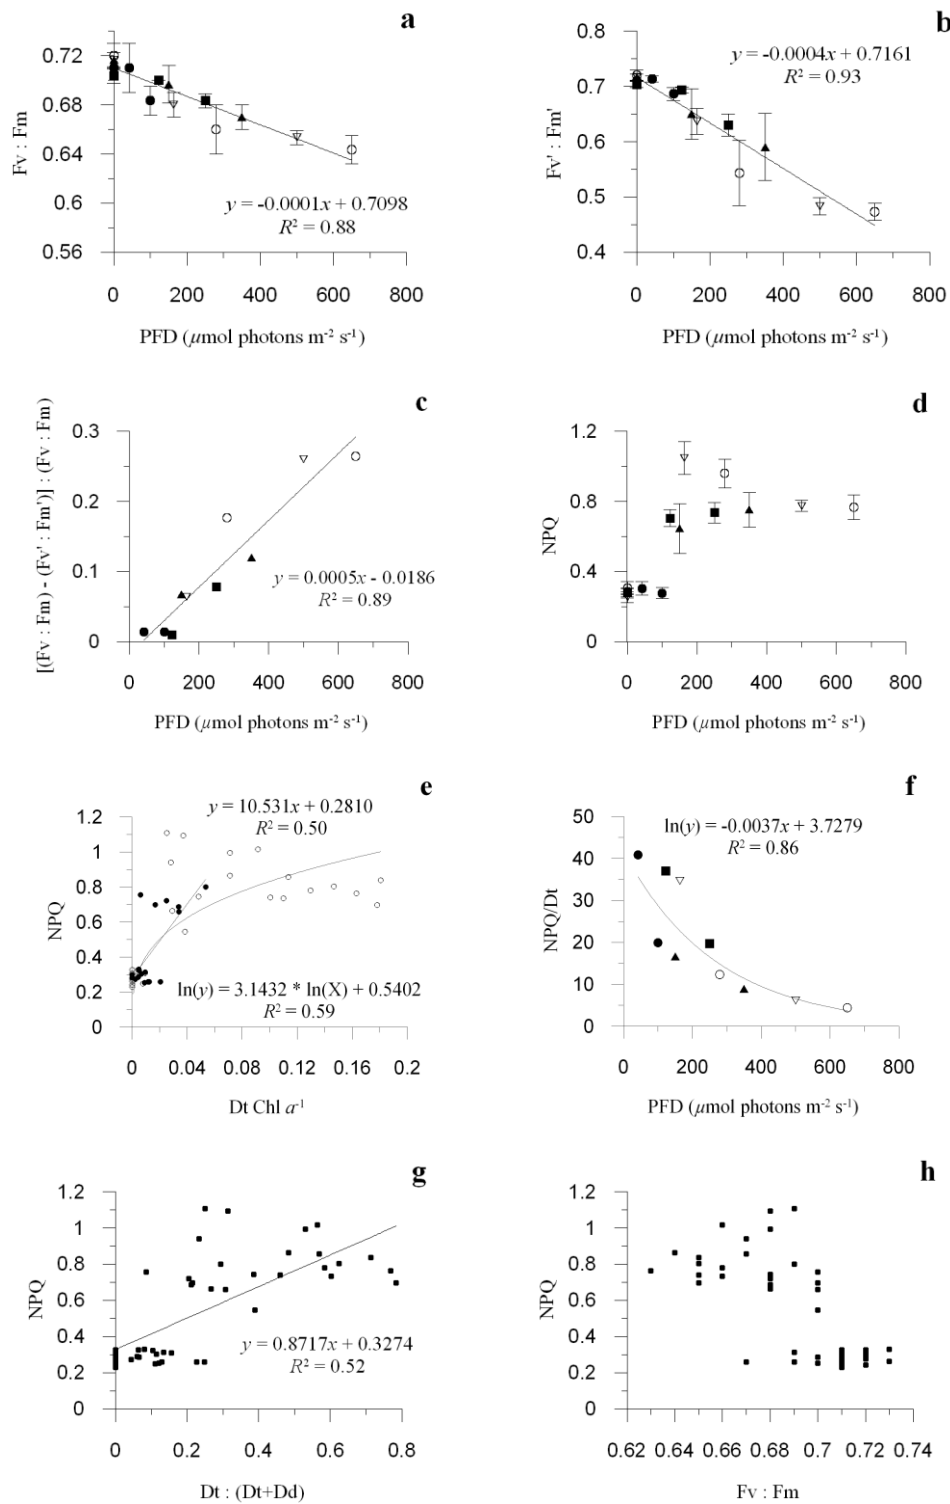 a
Fv : Fm
0.72
0.68
0.64
0.6
0.56
y = -0.0001x + 0.7098
R² = 0.88
0 200 400 600 800
PFD (µmol photons m⁻² s⁻¹)
b
Fv' : Fm'
0.8
0.7
0.6
0.5
0.4
y = -0.0004x + 0.7161
R² = 0.93
0 200 400 600 800
PFD (µmol photons m⁻² s⁻¹)
c
[(Fv : Fm) - (Fv' : Fm')] : (Fv : Fm)
0.3
0.2
0.1
0
y = 0.0005x - 0.0186
R² = 0.89
0 200 400 600 800
PFD (µmol photons m⁻² s⁻¹)
d
NPQ
1.2
0.8
0.4
0
0 200 400 600 800
PFD (µmol photons m⁻² s⁻¹)
e
NPQ
1.2
1
0.8
0.6
0.4
0.2
0
y = 10.531x + 0.2810
R² = 0.50
ln(y) = 3.1432 * ln(X) + 0.5402
R² = 0.59
0 0.04 0.08 0.12 0.16 0.2
Dt Chl a⁻¹
f
NPQ/Dt
50
40
30
20
10
0
ln(y) = -0.0037x + 3.7279
R² = 0.86
0 200 400 600 800
PFD (µmol photons m⁻² s⁻¹)
g
NPQ
1.2
1
0.8
0.6
0.4
0.2
0
y = 0.8717x + 0.3274
R² = 0.52
0 0.2 0.4 0.6 0.8
Dt : (Dt+Dd)
h
NPQ
1.2
1
0.8
0.6
0.4
0.2
0
0.62 0.64 0.66 0.68 0.7 0.72 0.74
Fv : Fm